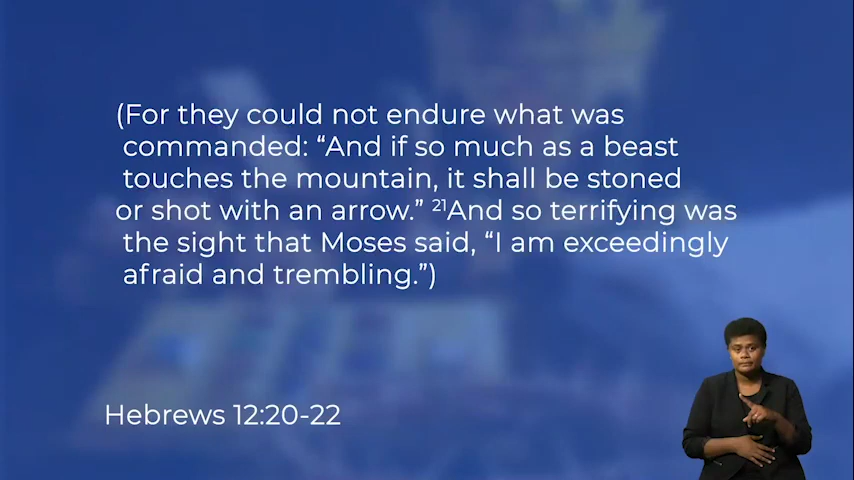 (For they could not endure what was
commanded: “And if so much as a beast
touches the mountain, it shall be stoned
or shot with an arrow.” ²¹And so terrifying was
the sight that Moses said, “I am exceedingly
afraid and trembling.”)
Hebrews 12:20-22